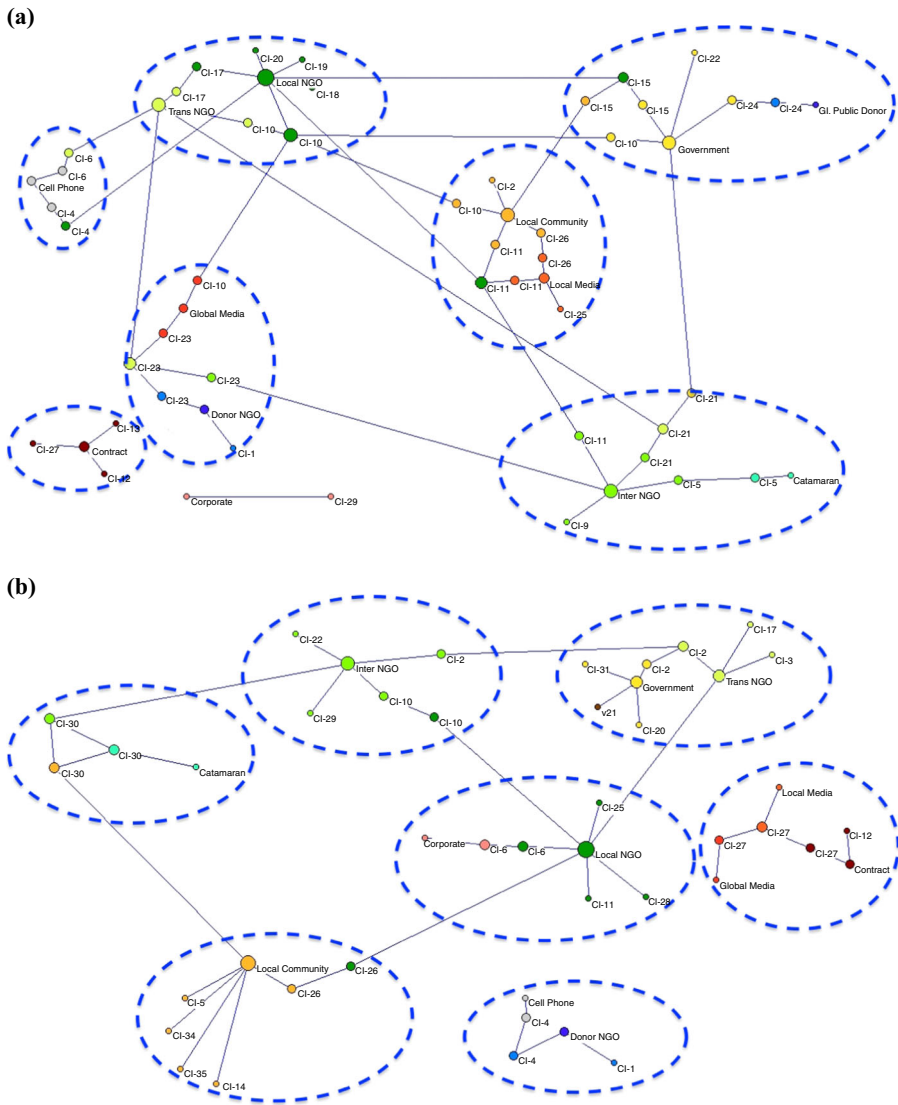 (a)
CI-20
CI-19
CI-17
Local NGO
CI-18
CI-17
Trans NGO
CI-10
CI-10
CI-22
CI-15
CI-15
CI-15
CI-24
CI-24
Gl. Public Donor
CI-10
Government
CI-6
CI-6
Cell Phone
CI-4
CI-4
CI-2
CI-10
Local Community
CI-26
CI-11
CI-26
CI-11
CI-11
Local Media
CI-25
CI-10
Global Media
CI-23
CI-23
CI-23
CI-23
Donor NGO
CI-1
CI-13
CI-27
Contract
CI-12
Corporate
CI-29
CI-21
CI-21
CI-11
CI-21
CI-5
CI-5
Catamaran
Inter NGO
CI-9
(b)
CI-22
CI-2
Inter NGO
CI-10
CI-29
CI-10
CI-17
CI-2
CI-2
CI-3
CI-31
Trans NGO
Government
v21
CI-20
CI-30
CI-30
CI-30
Catamaran
CI-25
Corporate
CI-6
CI-6
Local NGO
CI-11
CI-28
Local Media
CI-27
CI-12
CI-27
CI-27
Contract
Global Media
Local Community
CI-26
CI-26
CI-5
CI-34
CI-35
CI-14
Cell Phone
CI-4
Donor NGO
CI-4
CI-1